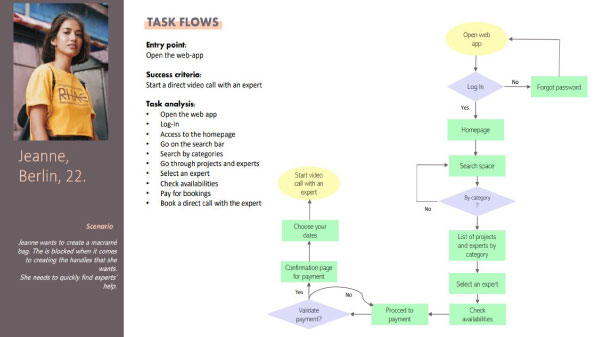 RHAG
Jeanne,
Berlin, 22.
Scenario
Jeanne wants to create a macramé
bag. The is blocked when it comes
to creating the handles that she
wants.
She needs to quickly find experts'
help.
TASK FLOWS
Entry point:
Open the web-app
Success criteria:
Start a direct video call with an expert
Task analysis:
• Open the web app
• Log-in
• Access to the homepage
• Go on the search bar
• Search by categories
• Go through projects and experts
• Select an expert
• Check availabilities
• Pay for bookings
• Book a direct call with the expert
Open web
app
Log In
No
Forgot password
Yes
Homepage
Search space
By category
?
No
List of projects
and experts by
category
Select an expert
Check
availabilities
Procced to
payment
Validate
payment?
No
Yes
Confirmation page
for payment
Choose your
dates
Start video
call with an
expert